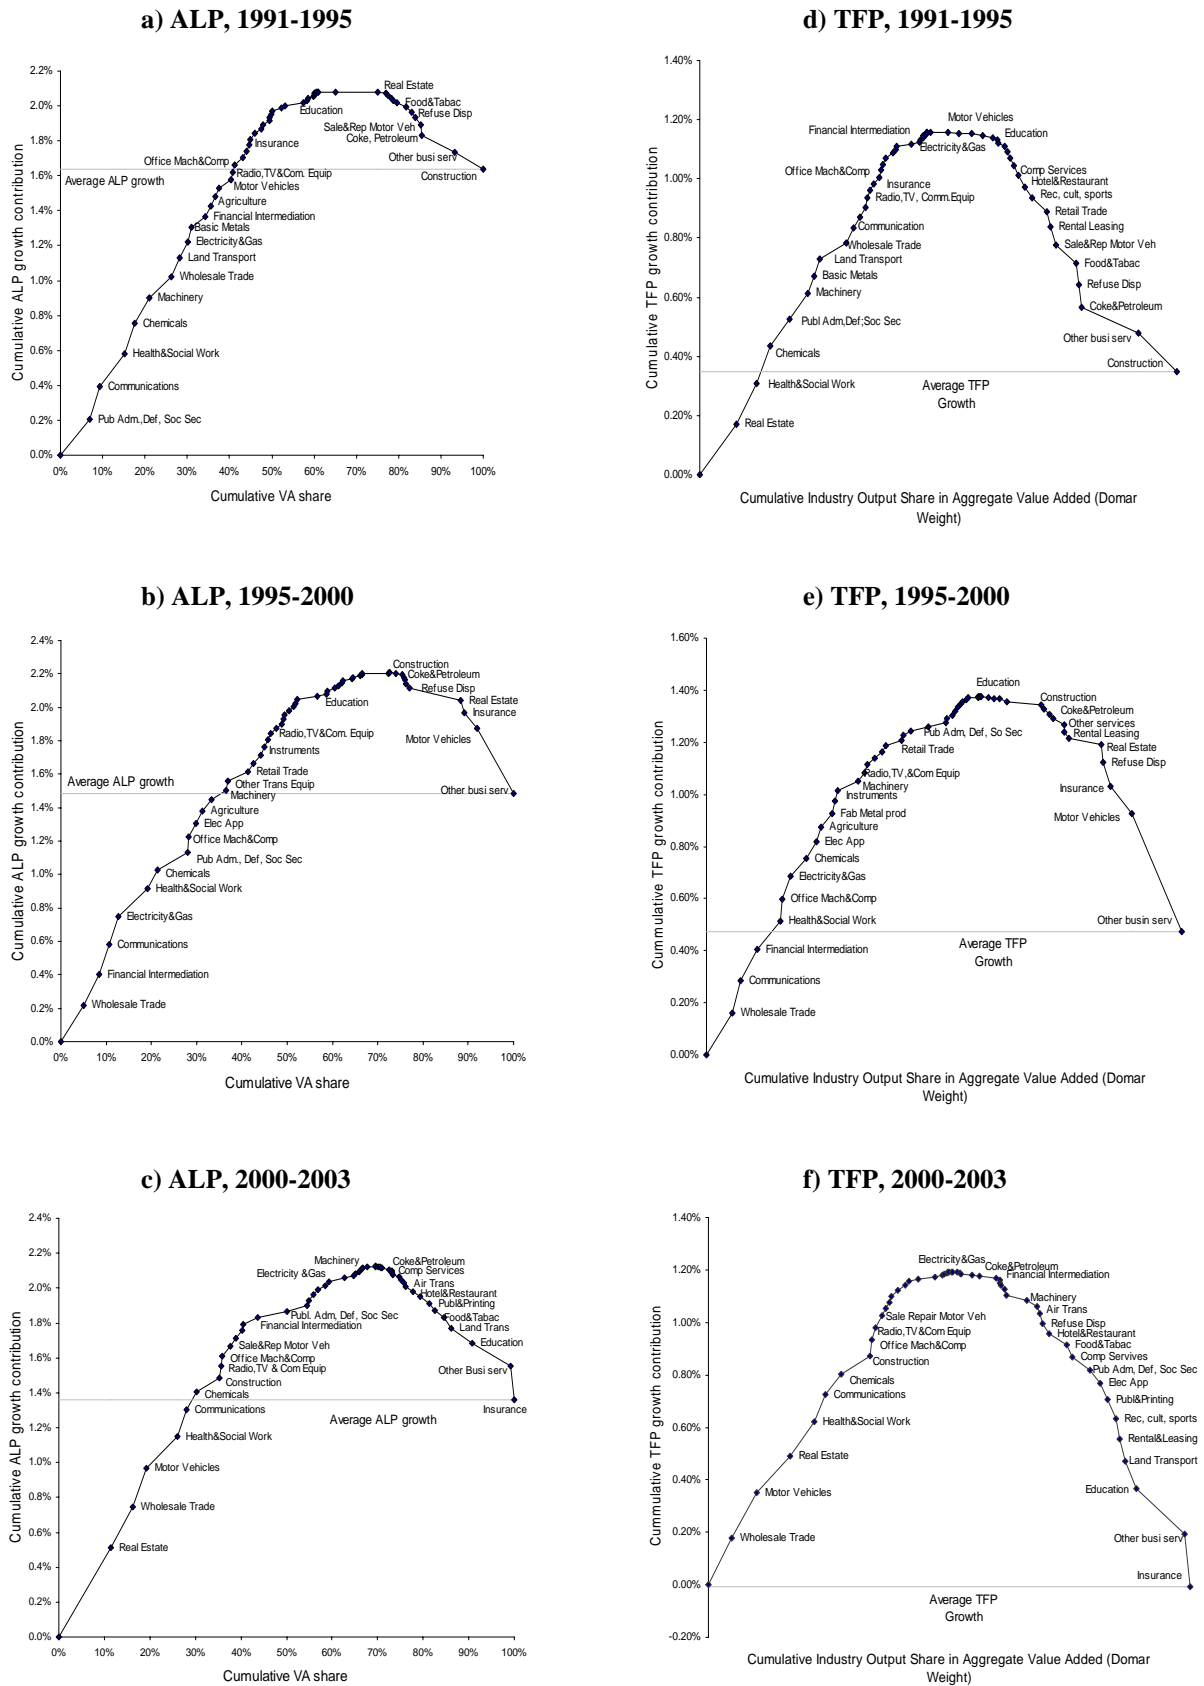 a) ALP, 1991-1995
Cumulative ALP growth contribution
2.2%
2.0%
1.8%
1.6%
1.4%
1.2%
1.0%
0.8%
0.6%
0.4%
0.2%
0.0%
Real Estate
Food&Tabac
Refuse Disp
Education
Sale&Rep Motor Veh
Coke, Petroleum
Insurance
Other busi serv
Office Mach&Comp
Construction
Average ALP growth
Radio,TV&Com. Equip
Motor Vehicles
Agriculture
Financial Intermediation
Basic Metals
Electricity&Gas
Land Transport
Wholesale Trade
Machinery
Chemicals
Health&Social Work
Communications
Pub Adm.,Def, Soc Sec
0% 10% 20% 30% 40% 50% 60% 70% 80% 90% 100%
Cumulative VA share
d) TFP, 1991-1995
Cumulative TFP growth contribution
1.40%
1.20%
1.00%
0.80%
0.60%
0.40%
0.20%
0.00%
Motor Vehicles
Financial Intermediation
Education
Electricity&Gas
Office Mach&Comp
Comp Services
Hotel&Restaurant
Insurance
Rec, cult, sports
Radio,TV, Comm.Equip
Retail Trade
Communication
Rental Leasing
Wholesale Trade
Sale&Rep Motor Veh
Land Transport
Food&Tabac
Basic Metals
Refuse Disp
Machinery
Coke&Petroleum
Publ Adm,Def;Soc Sec
Other busi serv
Chemicals
Construction
Health&Social Work
Average TFP
Growth
Real Estate
Cumulative Industry Output Share in Aggregate Value Added (Domar
Weight)
b) ALP, 1995-2000
Cumulative ALP growth contribution
2.4%
2.2%
2.0%
1.8%
1.6%
1.4%
1.2%
1.0%
0.8%
0.6%
0.4%
0.2%
0.0%
Construction
Coke&Petroleum
Refuse Disp
Education
Real Estate
Insurance
Radio,TV&Com. Equip
Motor Vehicles
Instruments
Retail Trade
Average ALP growth
Other Trans Equip
Other busi serv
Machinery
Agriculture
Elec App
Office Mach&Comp
Pub Adm., Def, Soc Sec
Chemicals
Health&Social Work
Electricity&Gas
Communications
Financial Intermediation
Wholesale Trade
0% 10% 20% 30% 40% 50% 60% 70% 80% 90% 100%
Cumulative VA share
e) TFP, 1995-2000
Cummulative TFP growth contribution
1.60%
1.40%
1.20%
1.00%
0.80%
0.60%
0.40%
0.20%
0.00%
Education
Construction
Coke&Petroleum
Other services
Pub Adm, Def, So Sec
Rental Leasing
Retail Trade
Real Estate
Refuse Disp
Radio,TV,&Com Equip
Machinery
Insurance
Instruments
Fab Metal prod
Motor Vehicles
Agriculture
Elec App
Chemicals
Electricity&Gas
Office Mach&Comp
Health&Social Work
Other busin serv
Financial Intermediation
Average TFP
Growth
Communications
Wholesale Trade
Cumulative Industry Output Share in Aggregate Value Added (Domar
Weight)
c) ALP, 2000-2003
Cumulative ALP growth contribution
2.4%
2.2%
2.0%
1.8%
1.6%
1.4%
1.2%
1.0%
0.8%
0.6%
0.4%
0.2%
0.0%
Machinery
Coke&Petroleum
Comp Services
Electricity &Gas
Air Trans
Hotel&Restaurant
Publ&Printing
Publ. Adm, Def, Soc Sec
Food&Tabac
Financial Intermediation
Land Trans
Sale&Rep Motor Veh
Education
Office Mach&Comp
Radio,TV & Com Equip
Other Busi serv
Construction
Chemicals
Communications
Insurance
Average ALP growth
Health&Social Work
Motor Vehicles
Wholesale Trade
Real Estate
0% 10% 20% 30% 40% 50% 60% 70% 80% 90% 100%
Cumulative VA share
f) TFP, 2000-2003
Cummulative TFP growth contribution
1.40%
1.20%
1.00%
0.80%
0.60%
0.40%
0.20%
0.00%
-0.20%
Electricity&Gas
Coke&Petroleum
Financial Intermediation
Machinery
Air Trans
Sale Repair Motor Veh
Refuse Disp
Radio,TV&Com Equip
Hotel&Restaurant
Office Mach&Comp
Food&Tabac
Construction
Comp Servives
Chemicals
Pub Adm, Def, Soc Sec
Communications
Elec App
Publ&Printing
Health&Social Work
Rec, cult, sports
Real Estate
Rental&Leasing
Land Transport
Motor Vehicles
Education
Wholesale Trade
Other busi serv
Insurance
Average TFP
Growth
Cumulative Industry Output Share in Aggregate Value Added (Domar
Weight)